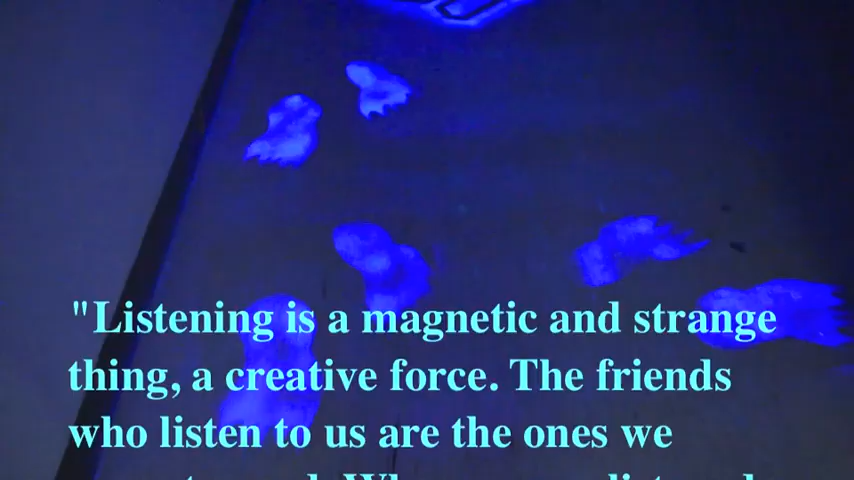 "Listening is a magnetic and strange
thing, a creative force. The friends
who listen to us are the ones we